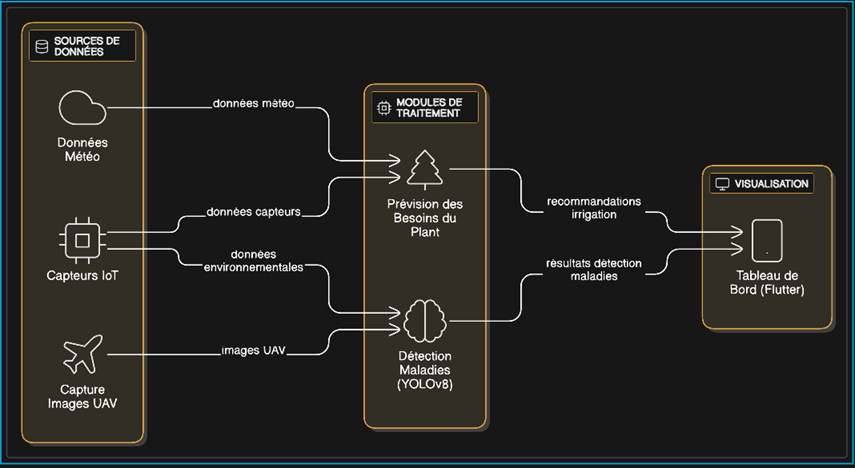 SOURCES DE
DONNÉES
Données
Météo
Capteurs IoT
Capture
Images UAV
données météo
données capteurs
données
environnementales
images UAV
MODULES DE
TRAITEMENT
Prévision des
Besoins du
Plant
Détection
Maladies
(YOLOv8)
recommandations
irrigation
résultats détection
maladies
VISUALISATION
Tableau de
Bord (Flutter)